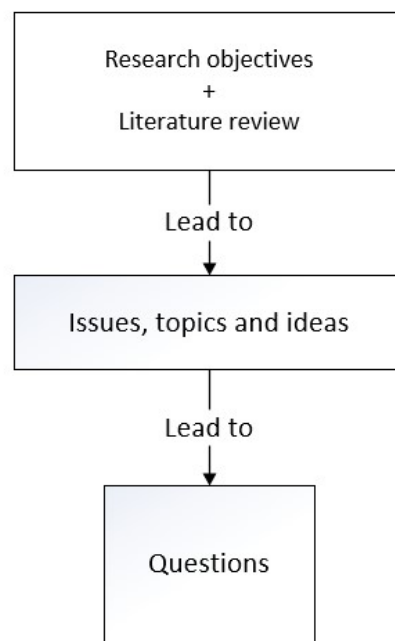 Research objectives
+
Literature review
Lead to
Issues, topics and ideas
Lead to
Questions